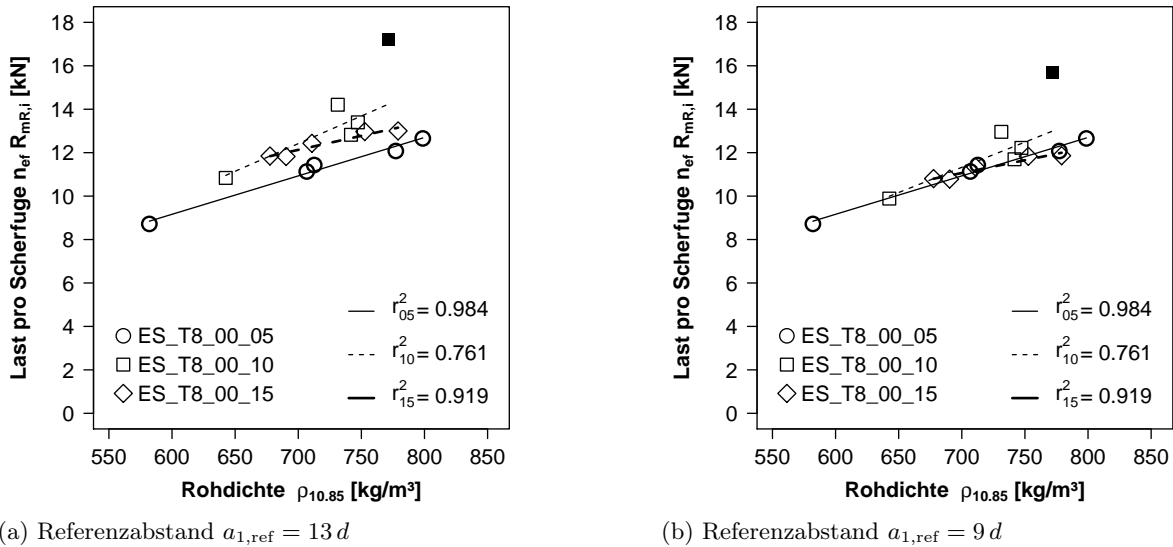 18
16
14
12
10
8
6
4
2
0
Last pro Scherfuge n_ef R_mR,i [kN]
ES_T8_00_05
ES_T8_00_10
ES_T8_00_15
r²_05 = 0.984
r²_10 = 0.761
r²_15 = 0.919
550 600 650 700 750 800 850
Rohdichte ρ_10.85 [kg/m³]
(a) Referenzabstand a_1,ref = 13 d
18
16
14
12
10
8
6
4
2
0
Last pro Scherfuge n_ef R_mR,i [kN]
ES_T8_00_05
ES_T8_00_10
ES_T8_00_15
r²_05 = 0.984
r²_10 = 0.761
r²_15 = 0.919
550 600 650 700 750 800 850
Rohdichte ρ_10.85 [kg/m³]
(b) Referenzabstand a_1,ref = 9 d